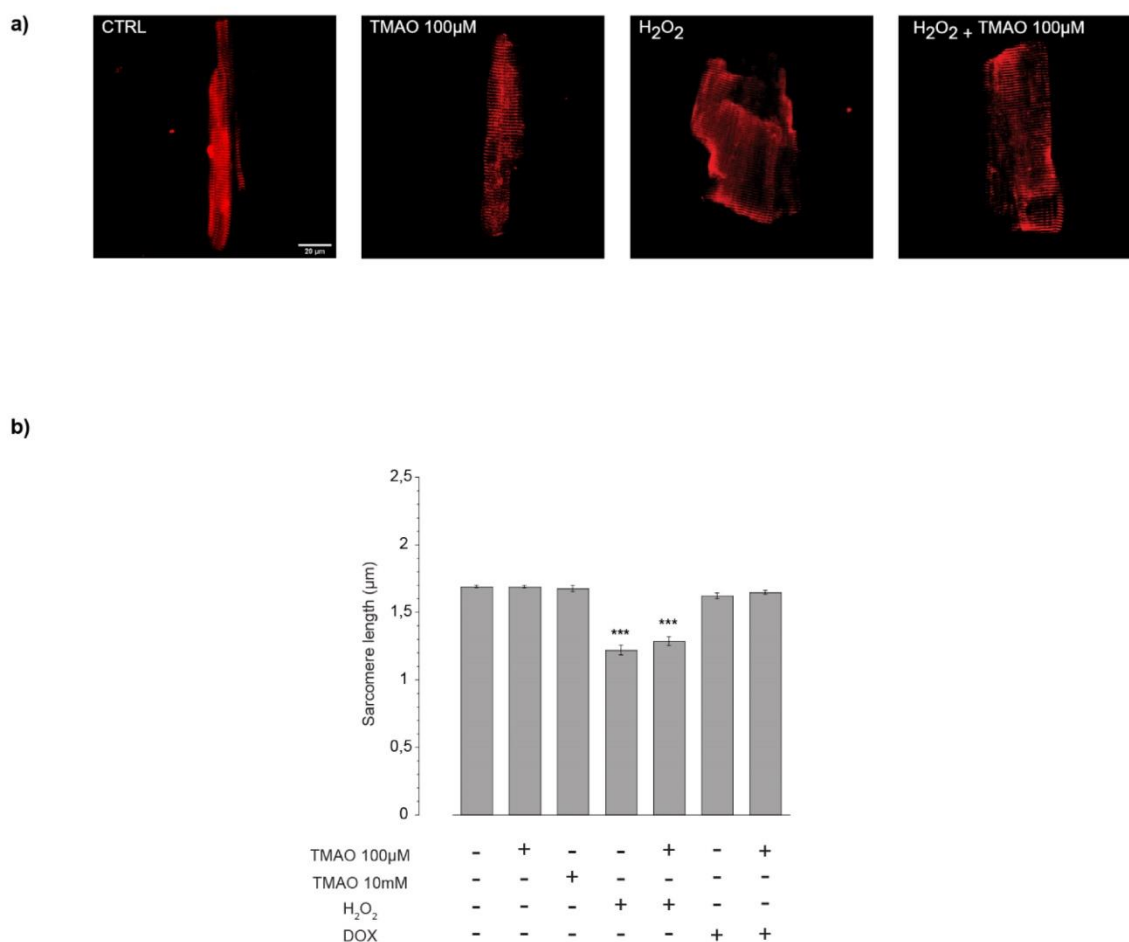 a)
CTRL
TMAO 100µM
H₂O₂
H₂O₂ + TMAO 100µM
20 µm
b)
2,5
2
1,5
1
0,5
0
Sarcomere length (µm)
*** ***
TMAO 100µM - + - - + - +
TMAO 10mM - - + - - - -
H₂O₂ - - - + + - -
DOX - - - - - + +